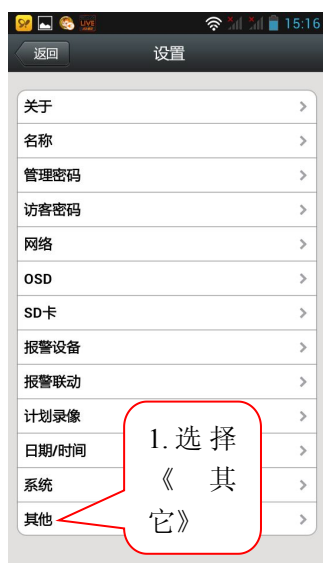 15:16
返回
设置
关于
名称
管理密码
访客密码
网络
OSD
SD卡
报警设备
报警联动
计划录像
日期/时间
系统
其他
1.选择
《其
它》